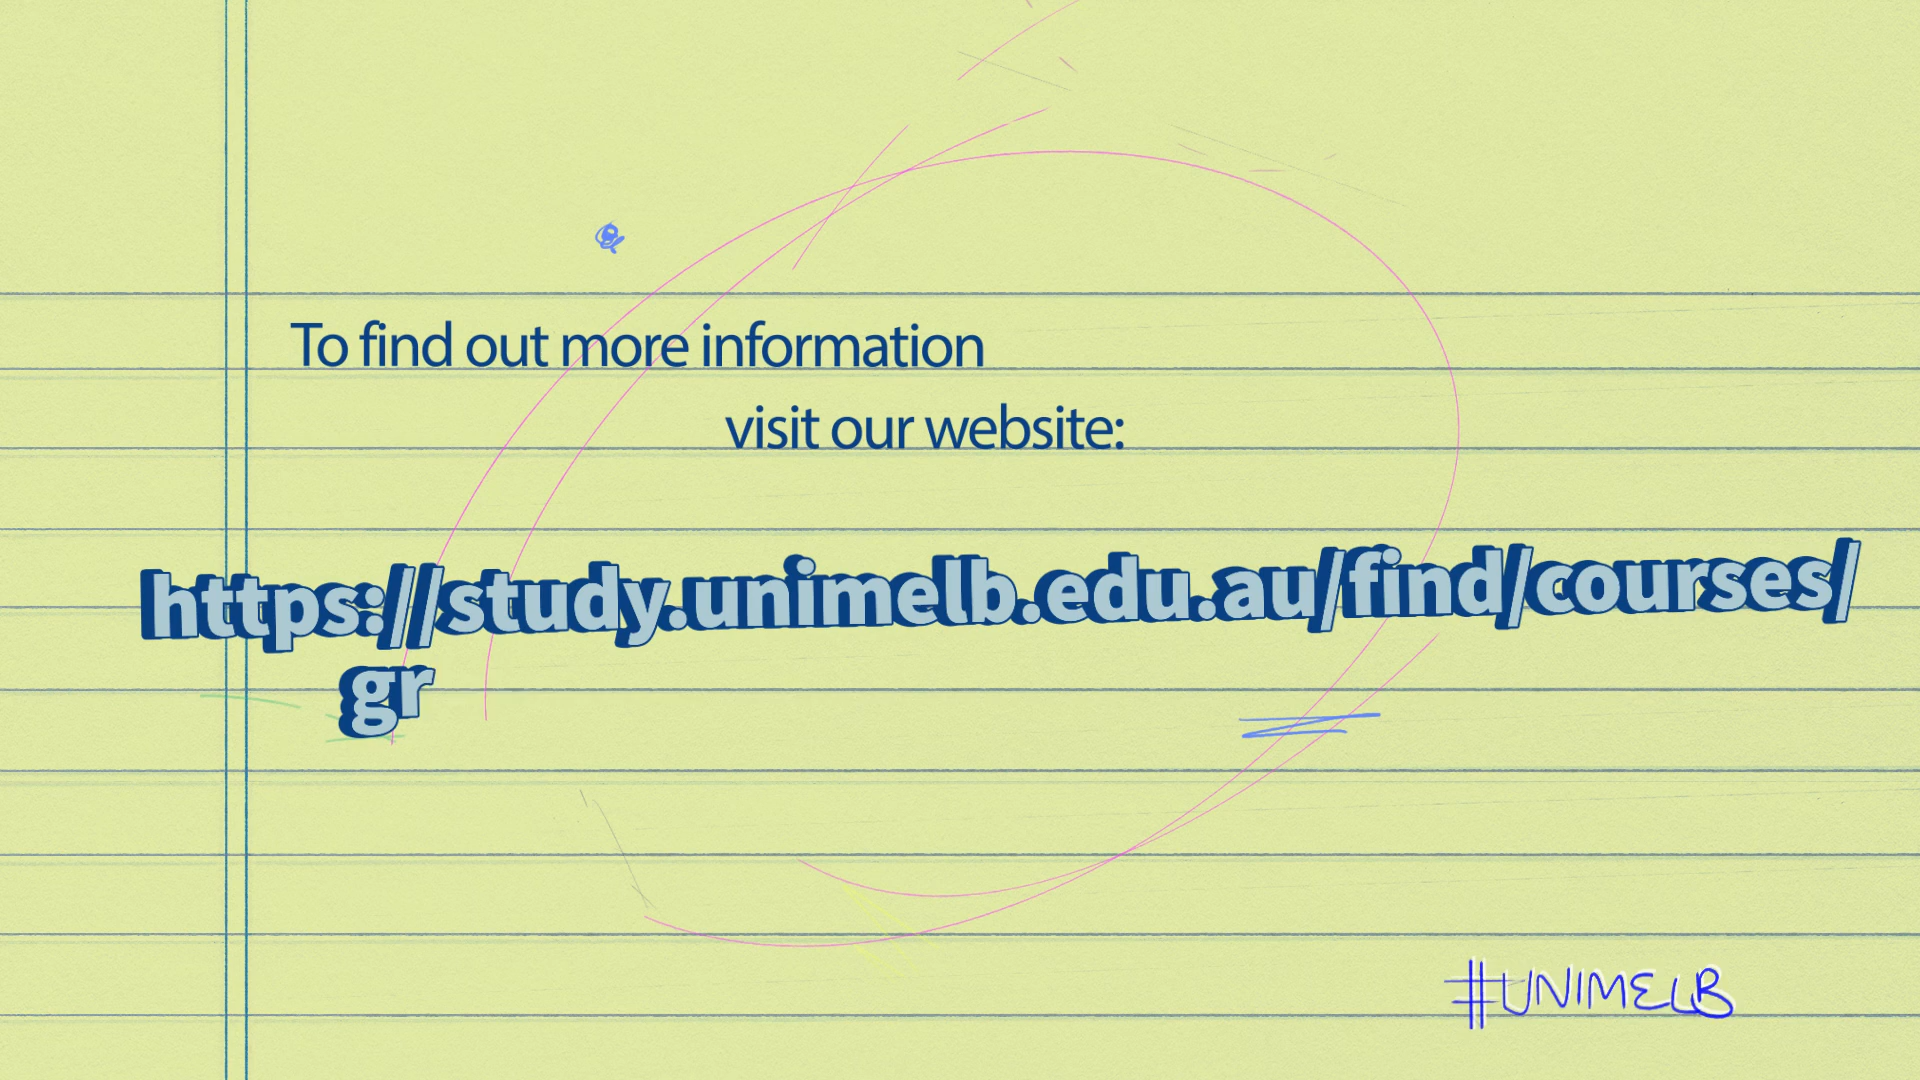 To find out more information
visit our website:
https://study.unimelb.edu.au/find/courses/
gr
#UNIMELB